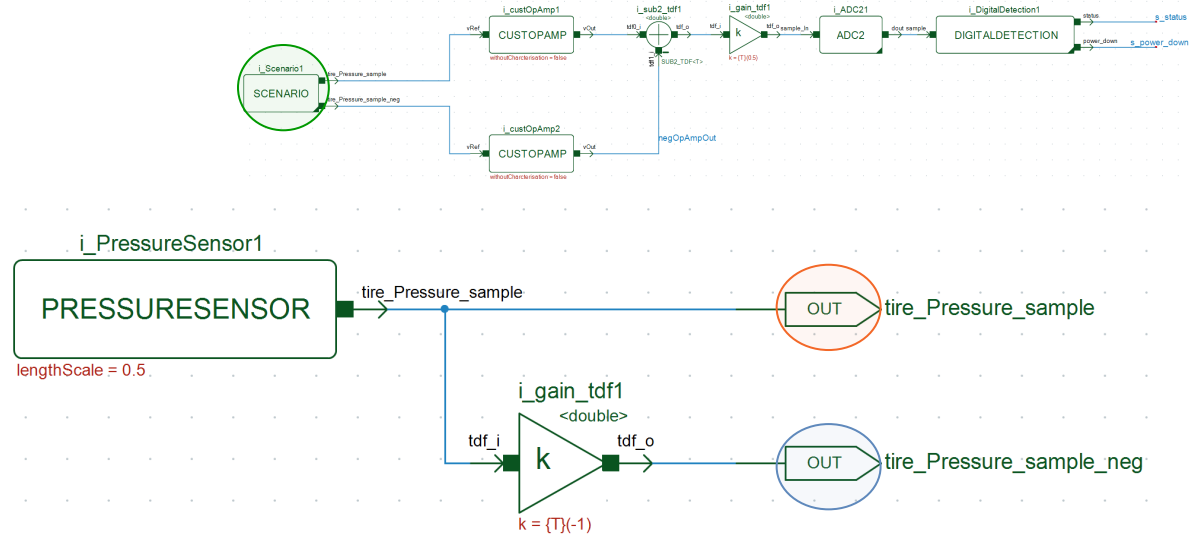 i_Scenario1
SCENARIO
tire_Pressure_sample
tire_Pressure_sample_neg
i_custOpAmp1
vRef
CUSTOPAMP
vOut
withoutCharcterisation = false
i_custOpAmp2
vRef
CUSTOPAMP
vOut
withoutCharcterisation = false
i_sub2_tdf1
<double>
tdf0_i
tdf_o
SUB2_TDF<T>
negOpAmpOut
i_gain_tdf1
<double>
tdf_i
k
tdf_o
k = {T}(0.5)
i_ADC21
sample_in
ADC2
dout
i_DigitalDetection1
sample
DIGITALDETECTION
status
s_status
power_down
s_power_down
i_PressureSensor1
PRESSURESENSOR
lengthScale = 0.5
tire_Pressure_sample
OUT
tire_Pressure_sample
i_gain_tdf1
<double>
tdf_i
k
tdf_o
k = {T}(-1)
OUT
tire_Pressure_sample_neg